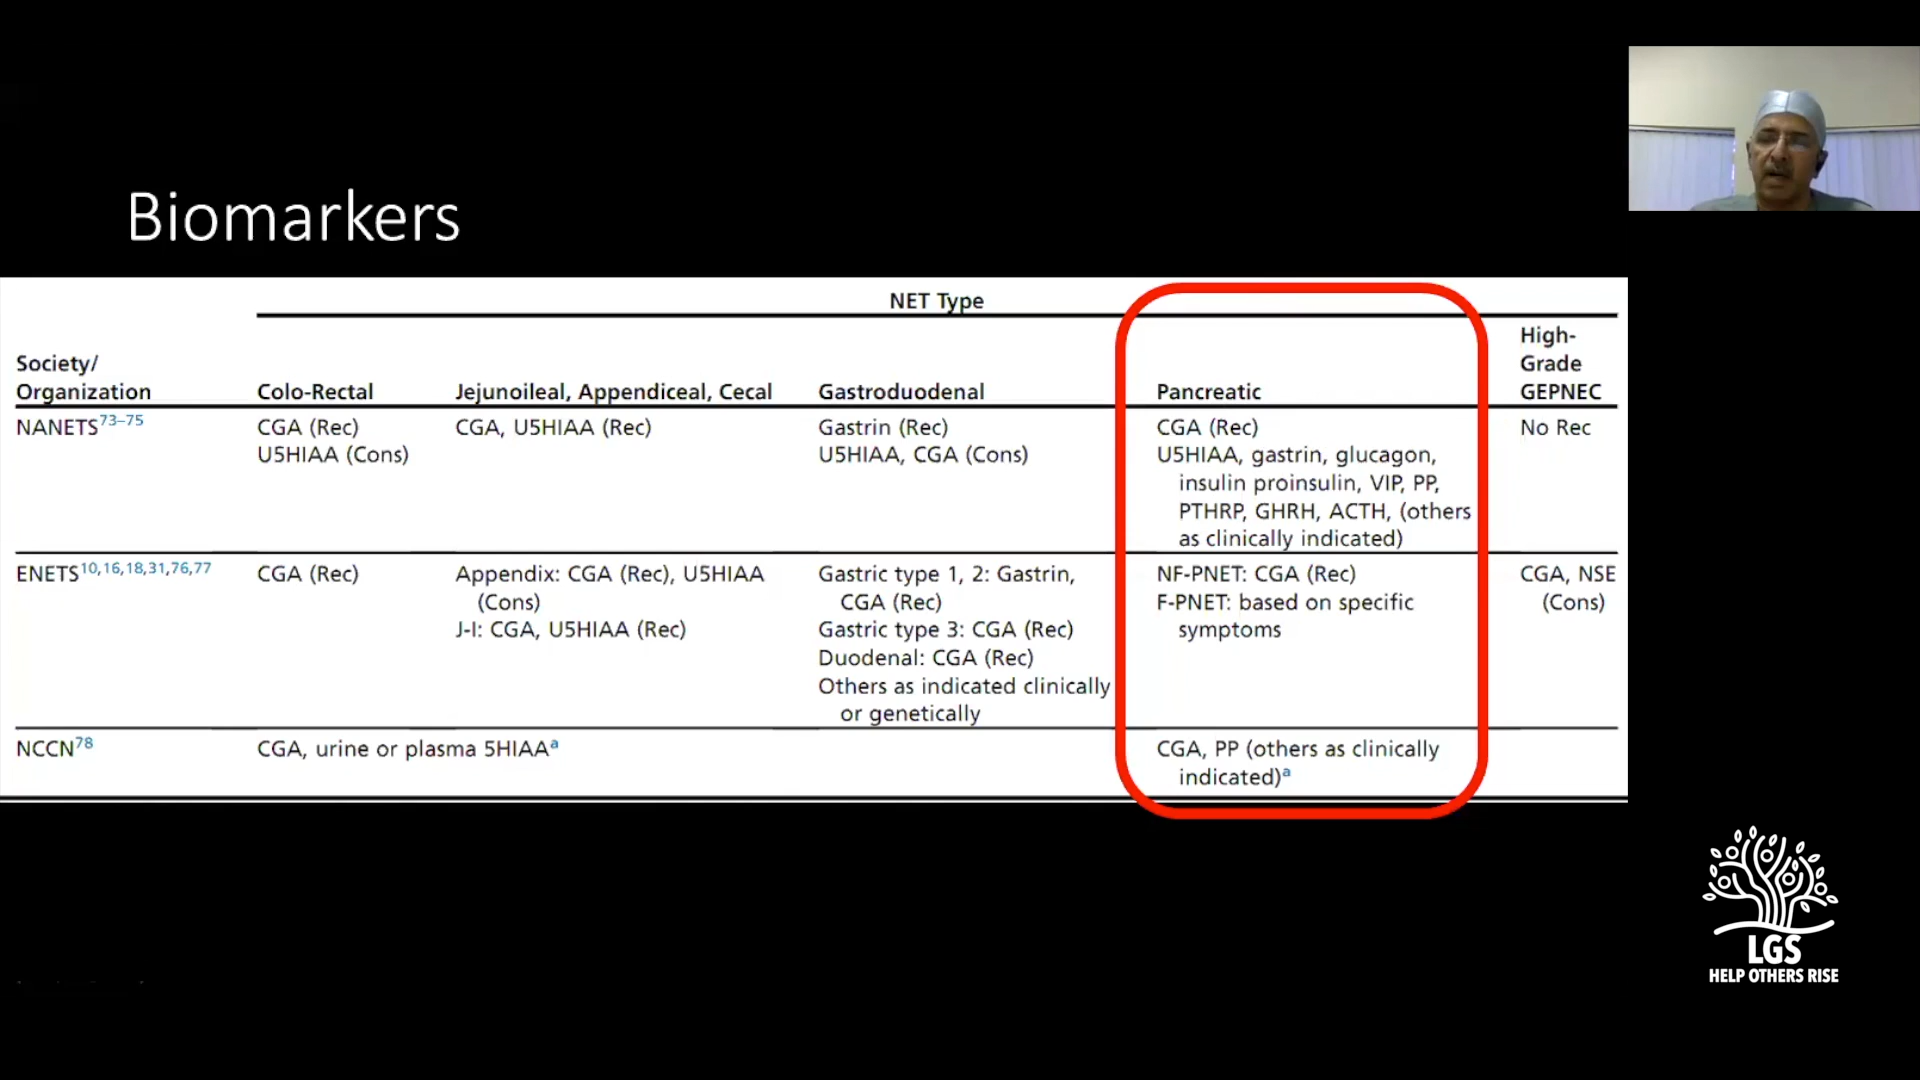 Biomarkers
NET Type
Society/
Organization
Colo-Rectal
Jejunoileal, Appendiceal, Cecal
Gastroduodenal
Pancreatic
High-
Grade
GEPNEC
NANETS73–75
CGA (Rec)
U5HIAA (Cons)
CGA, U5HIAA (Rec)
Gastrin (Rec)
U5HIAA, CGA (Cons)
CGA (Rec)
U5HIAA, gastrin, glucagon,
insulin proinsulin, VIP, PP,
PTHRP, GHRH, ACTH, (others
as clinically indicated)
No Rec
ENETS10,16,18,31,76,77
CGA (Rec)
Appendix: CGA (Rec), U5HIAA
(Cons)
J-I: CGA, U5HIAA (Rec)
Gastric type 1, 2: Gastrin,
CGA (Rec)
Gastric type 3: CGA (Rec)
Duodenal: CGA (Rec)
Others as indicated clinically
or genetically
NF-PNET: CGA (Rec)
F-PNET: based on specific
symptoms
CGA, NSE
(Cons)
NCCN78
CGA, urine or plasma 5HIAAa
CGA, PP (others as clinically
indicated)a
LGS
HELP OTHERS RISE